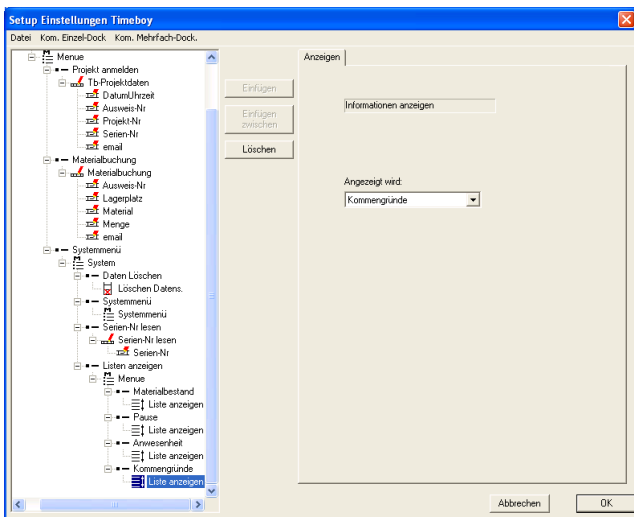 Setup Einstellungen Timeboy
Datei Kom. Einzel-Dock Kom. Mehrfach-Dock.
Menue
Projekt anmelden
Tb-Projektdaten
DatumUhrzeit
Ausweis-Nr
Projekt-Nr
Serien-Nr
email
Materialbuchung
Materialbuchung
Ausweis-Nr
Lagerplatz
Material
Menge
email
Systemmenü
System
Daten Löschen
Löschen Datens.
Systemmenü
Systemmenü
Serien-Nr lesen
Serien-Nr lesen
Serien-Nr
Listen anzeigen
Menue
Materialbestand
Liste anzeigen
Pause
Liste anzeigen
Anwesenheit
Liste anzeigen
Kommengründe
Liste anzeigen
Einfügen
Einfügen
zwischen
Löschen
Anzeigen
Informationen anzeigen
Angezeigt wird:
Kommengründe
Abbrechen
OK